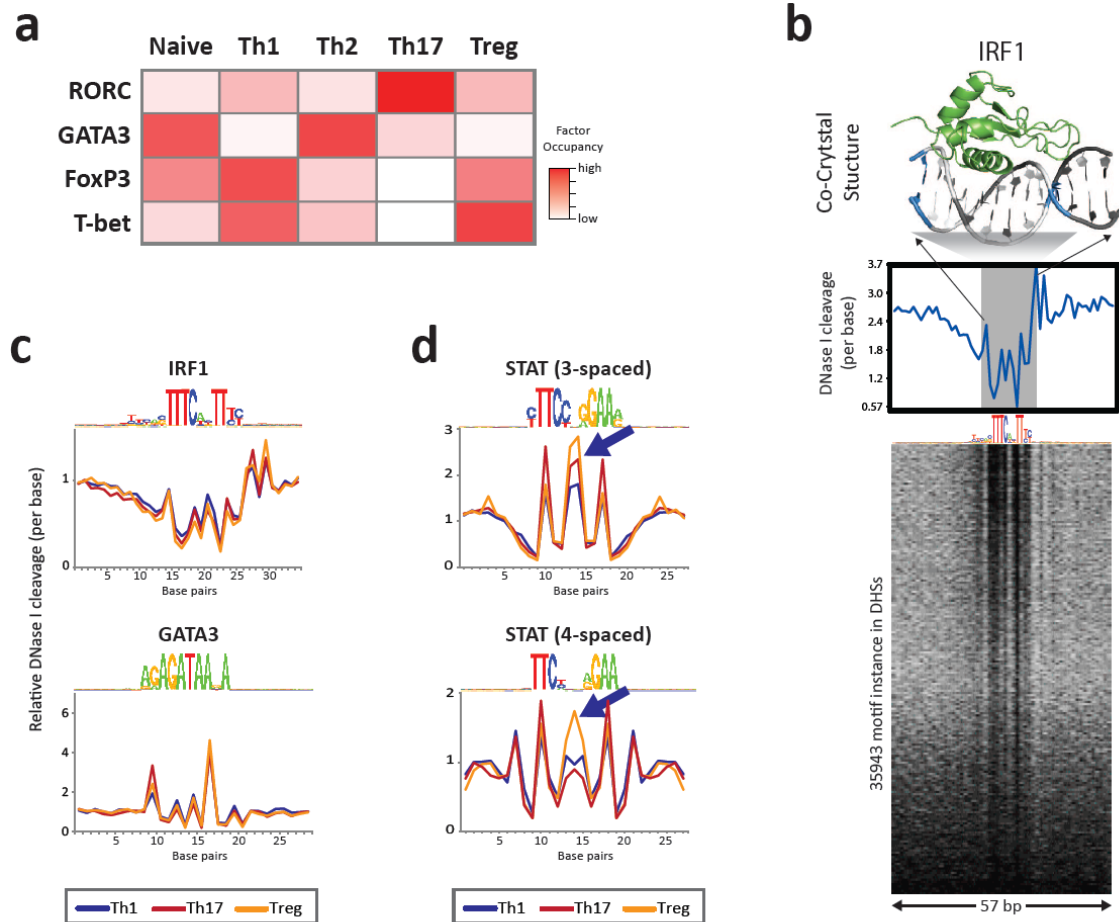 a
Naive Th1 Th2 Th17 Treg
RORC
GATA3
FoxP3
T-bet
Factor
Occupancy
high
low
b
IRF1
Co-Crytstal
Stucture
DNase I cleavage
(per base)
3.7
2.4
1.8
1.2
0.57
35943 motif instance in DHSs
57 bp
c
Relative DNase I cleavage (per base)
IRF1
1
0
5 10 15 20 25 30
Base pairs
GATA3
AGAGATAA A
6
4
2
0
5 15 10 15 20 25
Base pairs
Th1 Th17 Treg
d
STAT (3-spaced)
3
2
1
0
5 10 15 20 25
Base pairs
STAT (4-spaced)
2
1
0
5 10 15 20 25
Base pairs
Th1 Th17 Treg